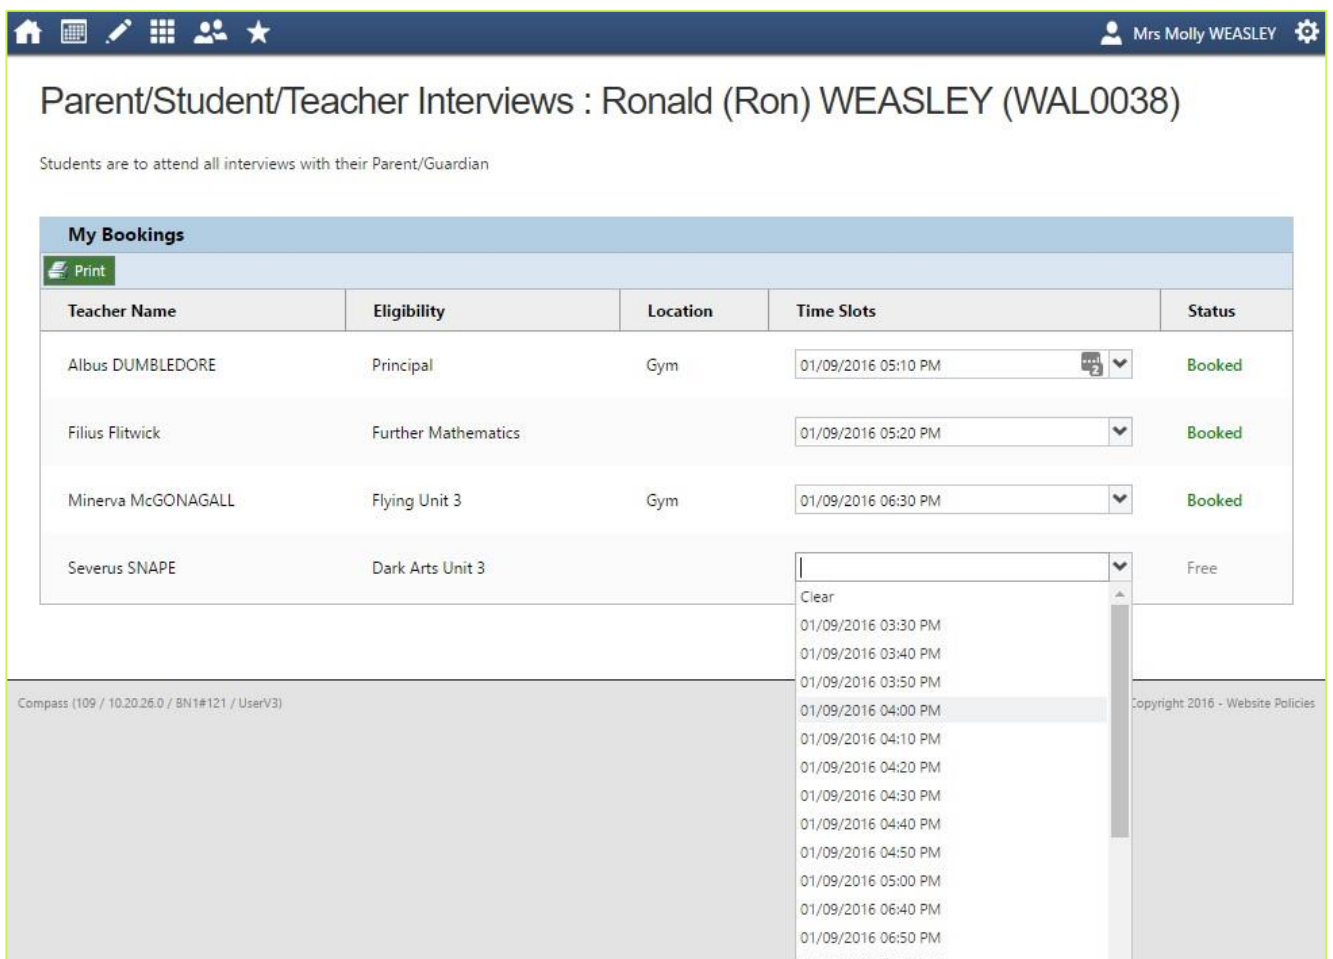 Mrs Molly WEASLEY
Parent/Student/Teacher Interviews : Ronald (Ron) WEASLEY (WAL0038)
Students are to attend all interviews with their Parent/Guardian
My Bookings
Print
Teacher Name Eligibility Location Time Slots Status
Albus DUMBLEDORE Principal Gym 01/09/2016 05:10 PM 2 Booked
Filius Flitwick Further Mathematics 01/09/2016 05:20 PM Booked
Minerva McGONAGALL Flying Unit 3 Gym 01/09/2016 06:30 PM Booked
Severus SNAPE Dark Arts Unit 3 Free
Clear
01/09/2016 03:30 PM
01/09/2016 03:40 PM
01/09/2016 03:50 PM
Compass (109 / 10.20.26.0 / BN1#121 / UserV3) 01/09/2016 04:00 PM Copyright 2016 - Website Policies
01/09/2016 04:10 PM
01/09/2016 04:20 PM
01/09/2016 04:30 PM
01/09/2016 04:40 PM
01/09/2016 04:50 PM
01/09/2016 05:00 PM
01/09/2016 06:40 PM
01/09/2016 06:50 PM